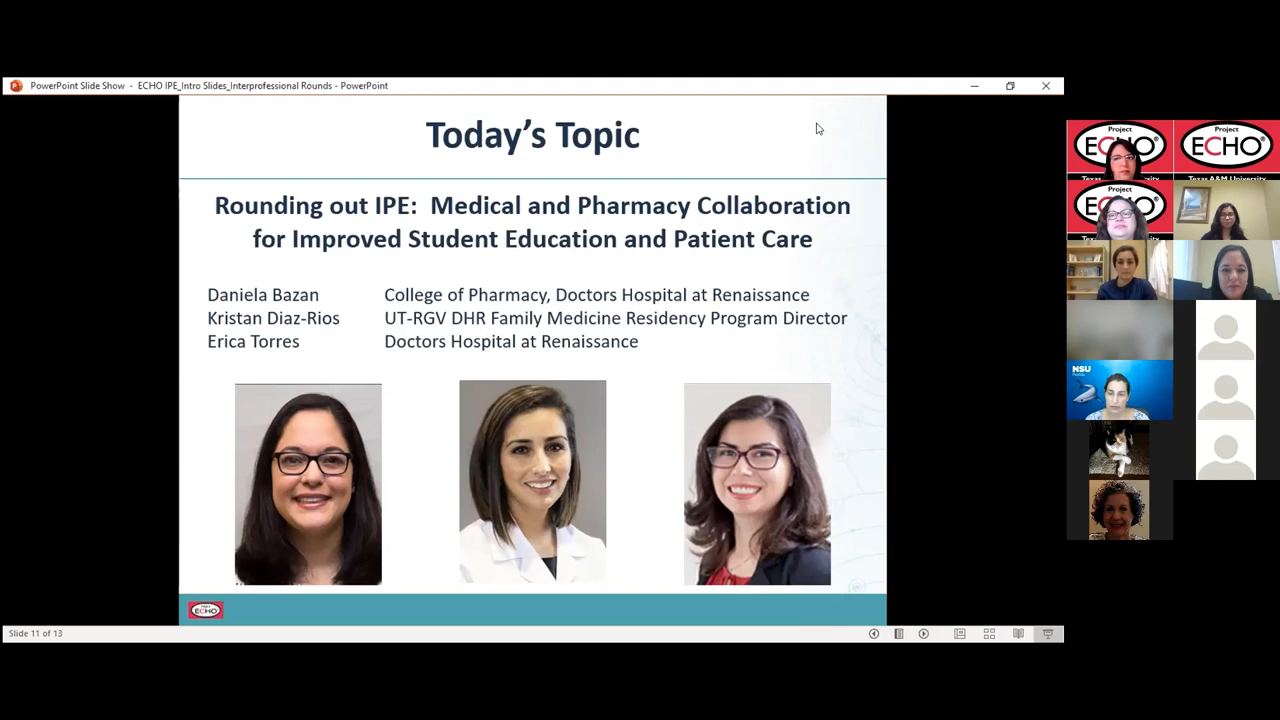 PowerPoint Slide Show - ECHO IPE_Intro Slides_Interprofessional Rounds - PowerPoint
Today's Topic
Rounding out IPE: Medical and Pharmacy Collaboration
for Improved Student Education and Patient Care
Daniela Bazan College of Pharmacy, Doctors Hospital at Renaissance
Kristan Diaz-Rios UT-RGV DHR Family Medicine Residency Program Director
Erica Torres Doctors Hospital at Renaissance
ECHO
Slide 11 of 13
Project
ECHO®
Project
ECHO®
Texas A&M University
Project
ECHO®
NSU
Florida